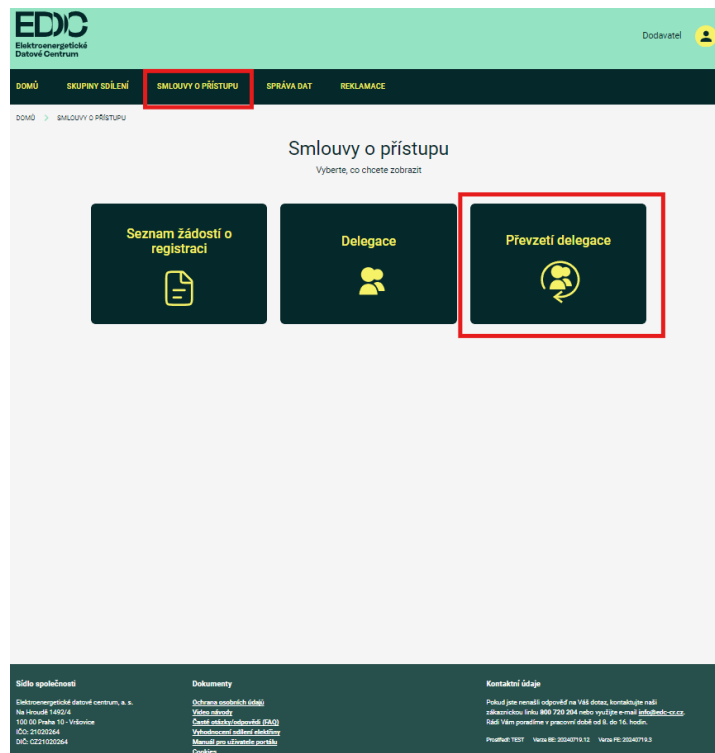 EDC
Elektroenergetické
Datové Centrum
Dodavatel
DOMŮ SKUPINY SDÍLENÍ SMLOUVY O PŘÍSTUPU SPRÁVA DAT REKLAMACE
DOMŮ > SMLOUVY O PŘÍSTUPU
Smlouvy o přístupu
Vyberte, co chcete zobrazit
Seznam žádostí o
registraci
Delegace
Převzetí delegace
Sídlo společnosti
Elektroenergetické datové centrum, a. s.
Na Hroudě 1492/4
100 00 Praha 10 - Vršovice
IČO: 21020264
DIČ: CZ21020264
Dokumenty
Ochrana osobních údajů
Video návody
Časté otázky/odpovědi (FAQ)
Vyhodnocení sdílení elektřiny
Manuál pro uživatele portálu
Cookies
Kontaktní údaje
Pokud jste nenašli odpověď na Váš dotaz, kontaktujte naši
zákaznickou linku 800 720 204 nebo využijte e-mail info@edc-cr.cz.
Rádi Vám poradíme v pracovní době od 8. do 16. hodin.
Prostředí: TEST Verze BE: 20240719.12 Verze FE: 20240719.3